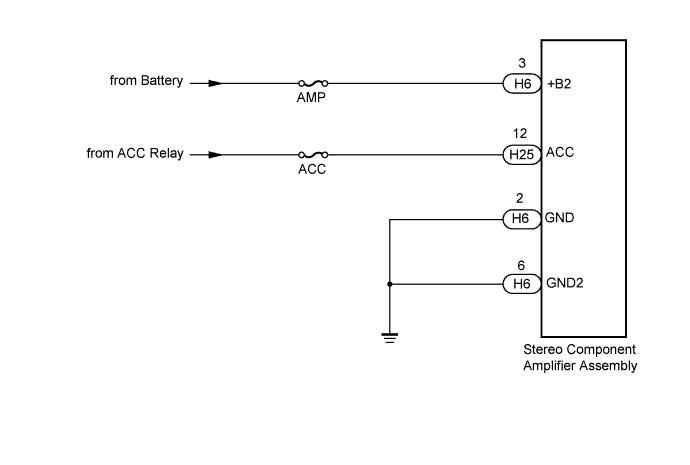 3
from Battery
H6
+B2
AMP
12
from ACC Relay
H25
ACC
ACC
2
H6
GND
6
H6
GND2
Stereo Component
Amplifier Assembly